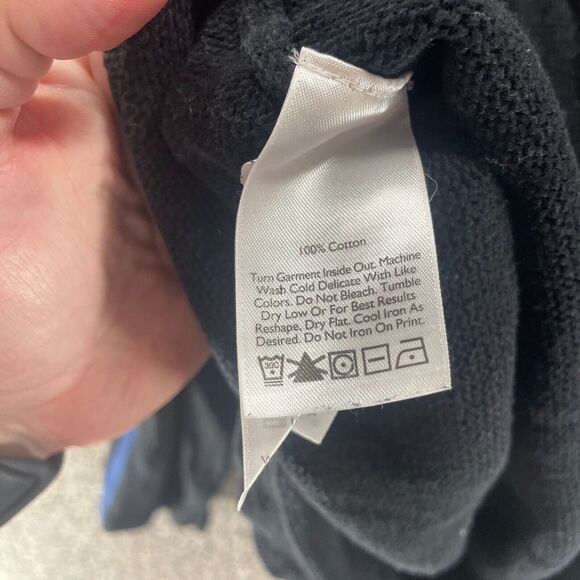 100% Cotton
Turn Garment Inside Out. Machine
Wash Cold Delicate With Like
Colors. Do Not Bleach. Tumble
Dry Low Or For Best Results
Reshape, Dry Flat. Cool Iron As
Desired. Do Not Iron On Print.